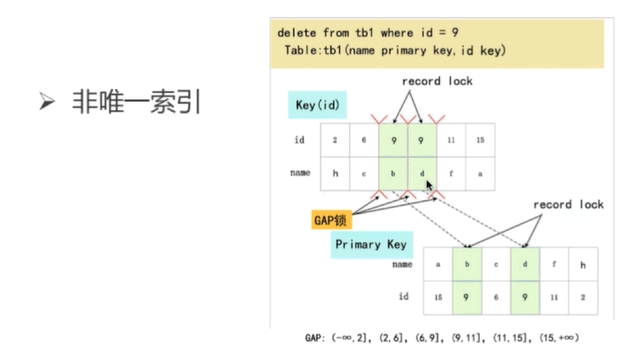 delete from tb1 where id = 9
Table:tb1(name primary key,id key)
➤ 非唯一索引
record lock
Key(id)
id 2 6 9 9 11 15
name h c b d f a
GAP锁
record lock
Primary Key
name a b c d f h
id 15 9 6 9 11 2
GAP: (-∞,2], (2,6], (6,9], (9,11], (11,15], (15,+∞)